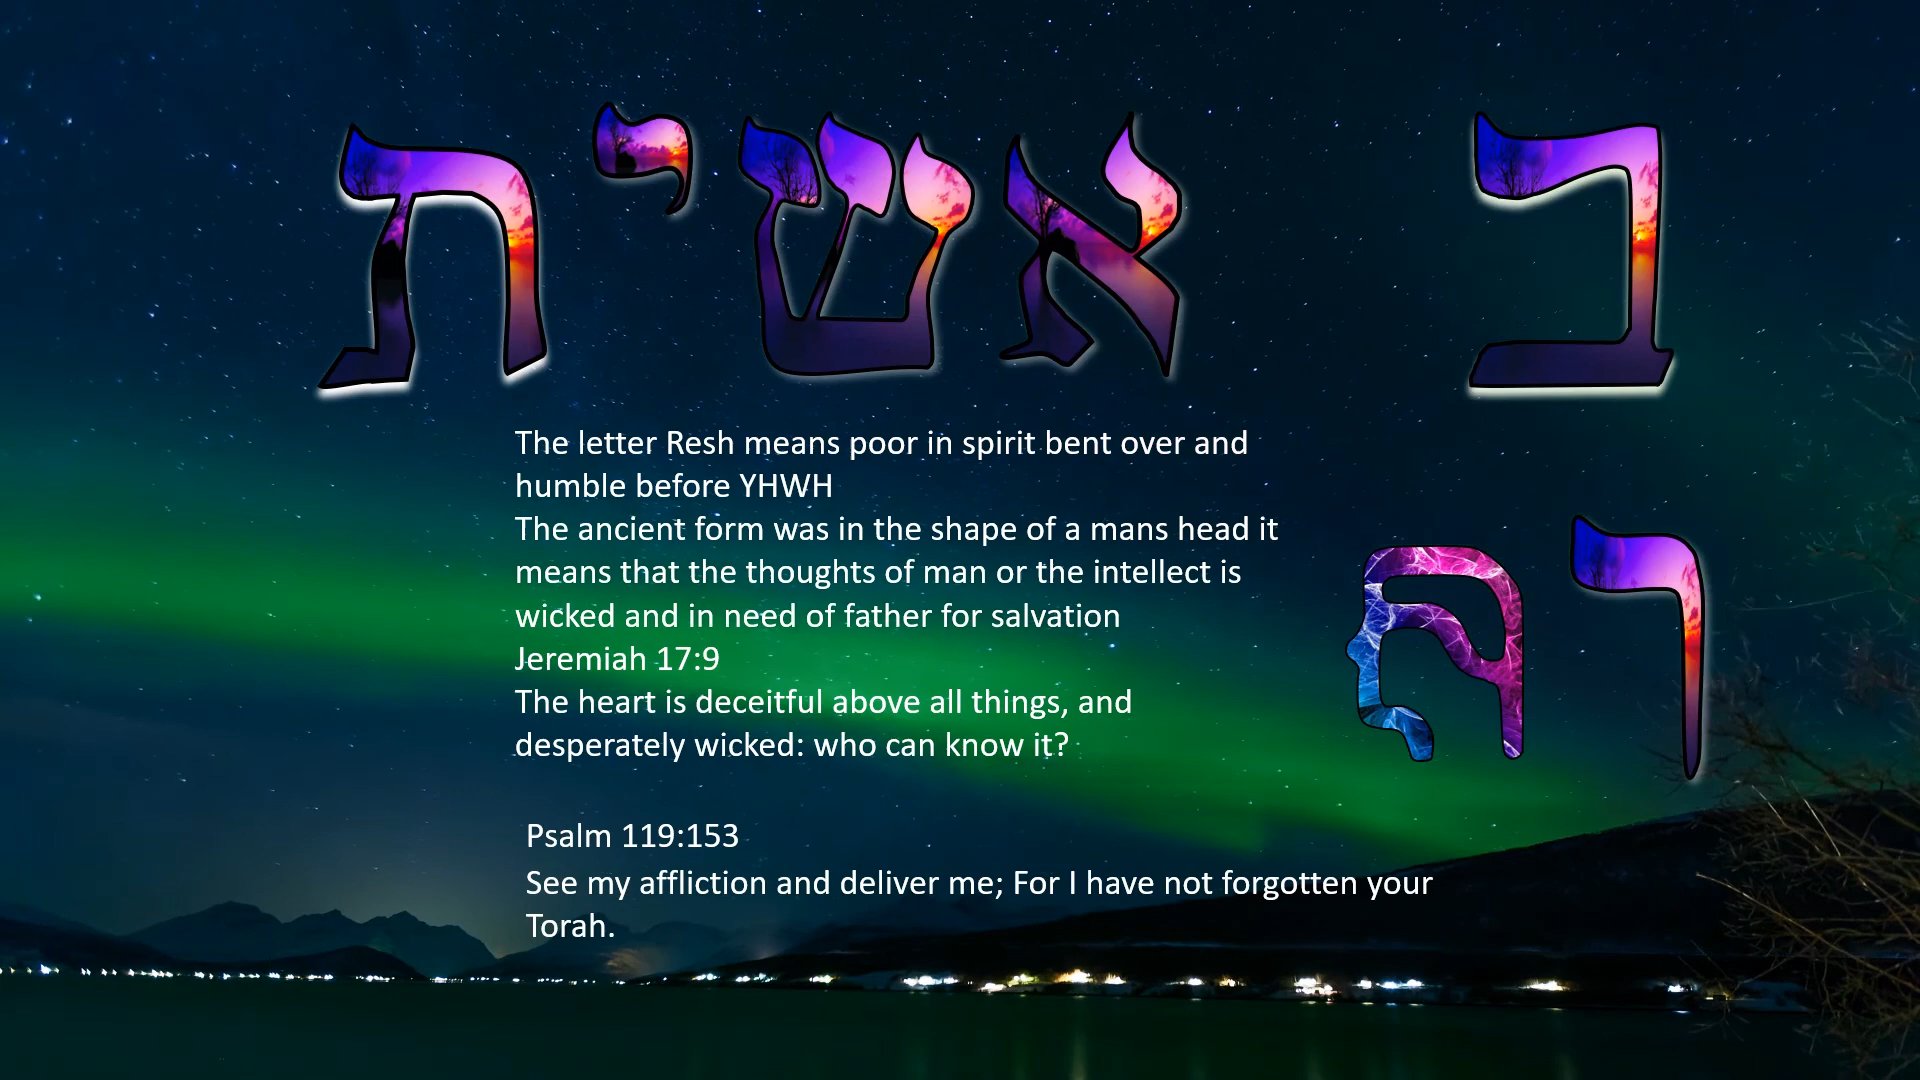 ב אשית
ר
The letter Resh means poor in spirit bent over and
humble before YHWH
The ancient form was in the shape of a mans head it
means that the thoughts of man or the intellect is
wicked and in need of father for salvation
Jeremiah 17:9
The heart is deceitful above all things, and
desperately wicked: who can know it?
Psalm 119:153
See my affliction and deliver me; For I have not forgotten your
Torah.